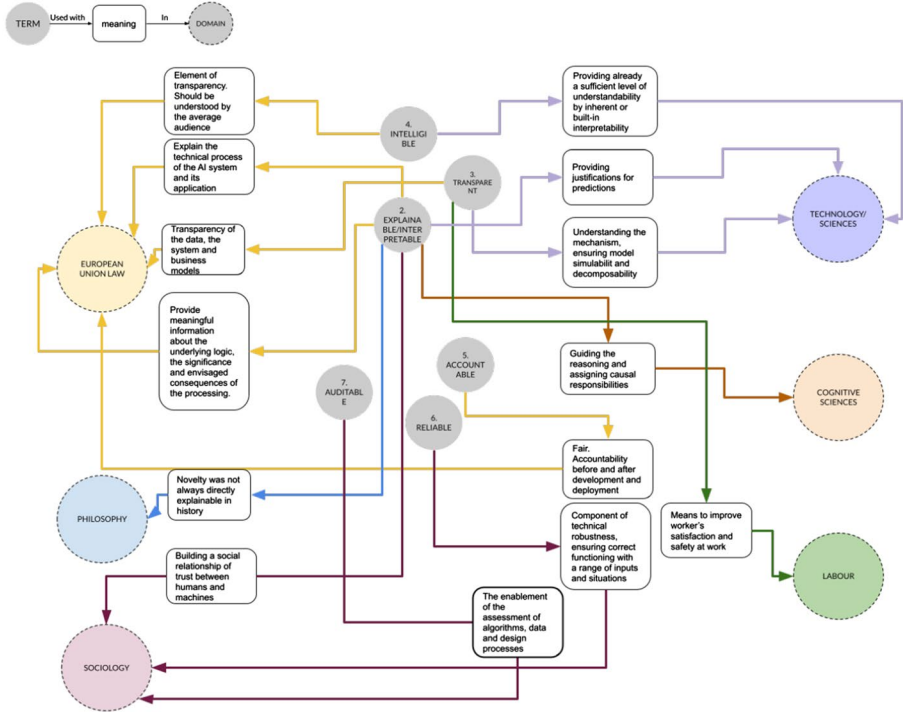 TERM
Used with
meaning
In
DOMAIN
Element of
transparency.
Should be
understood by
the average
audience
Providing already
a sufficient level of
understandability
by inherent or
built-in
interpretability
4.
INTELLIGI
BLE
Explain the
technical process
of the AI system
and its
application
3.
TRANSPARE
NT
Providing
justifications for
predictions
2.
EXPLAINA
BLE/INTER
PRETABLE
TECHNOLOGY/
SCIENCES
Transparency of
the data, the
system and
business
models
Understanding the
mechanism,
ensuring model
simulabilit and
decomposability
EUROPEAN
UNION LAW
Provide
meaningful
information
about the
underlying logic,
the significance
and envisaged
consequences of
the processing.
5.
ACCOUNT
ABLE
Guiding the
reasoning and
assigning causal
responsibilities
7.
AUDITABL
E
COGNITIVE
SCIENCES
6.
RELIABLE
Fair.
Accountability
before and after
development and
deployment
Novelty was not
always directly
explainable in
history
PHILOSOPHY
Component of
technical
robustness,
ensuring correct
functioning with
a range of inputs
and situations
Means to improve
worker's
satisfaction and
safety at work
Building a social
relationship of
trust between
humans and
machines
LABOUR
The enablement
of the
assessment of
algorithms, data
and design
processes
SOCIOLOGY